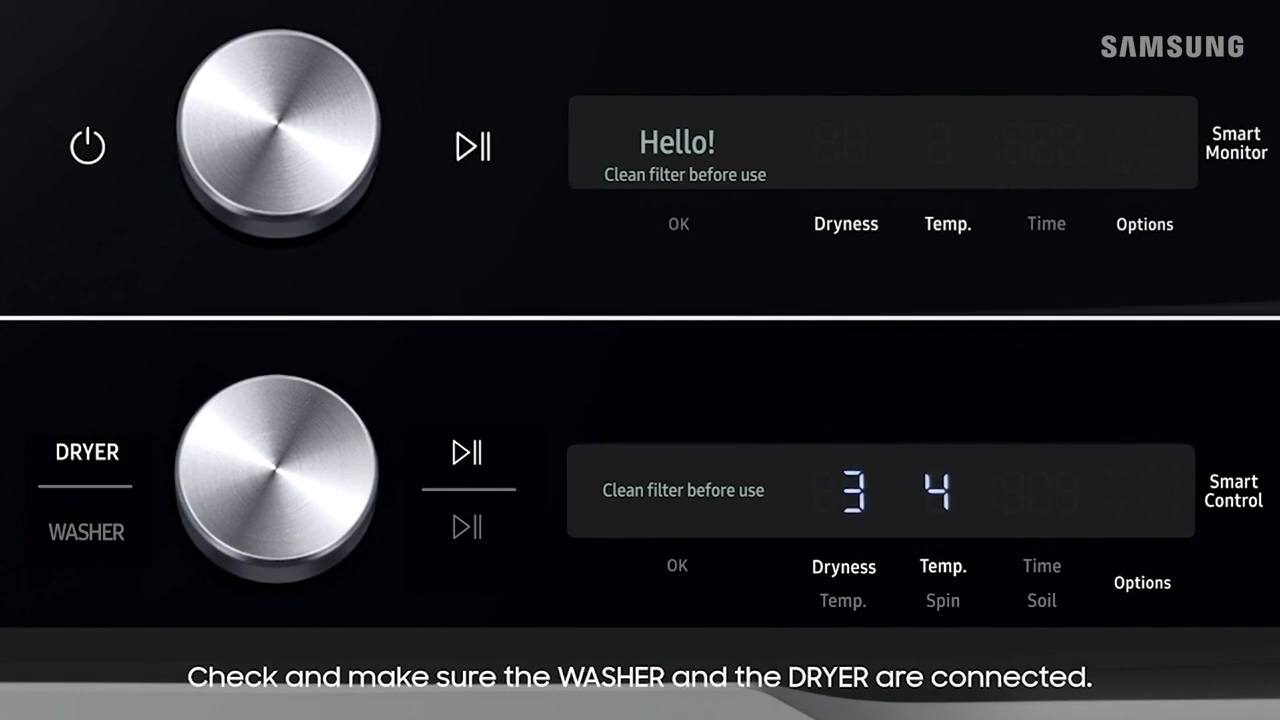 SAMSUNG
Hello!
Clean filter before use
Smart
Monitor
OK
Dryness
Temp.
Time
Options
DRYER
WASHER
Clean filter before use
3
4
Smart
Control
OK
Dryness
Temp.
Time
Options
Temp.
Spin
Soil
Check and make sure the WASHER and the DRYER are connected.